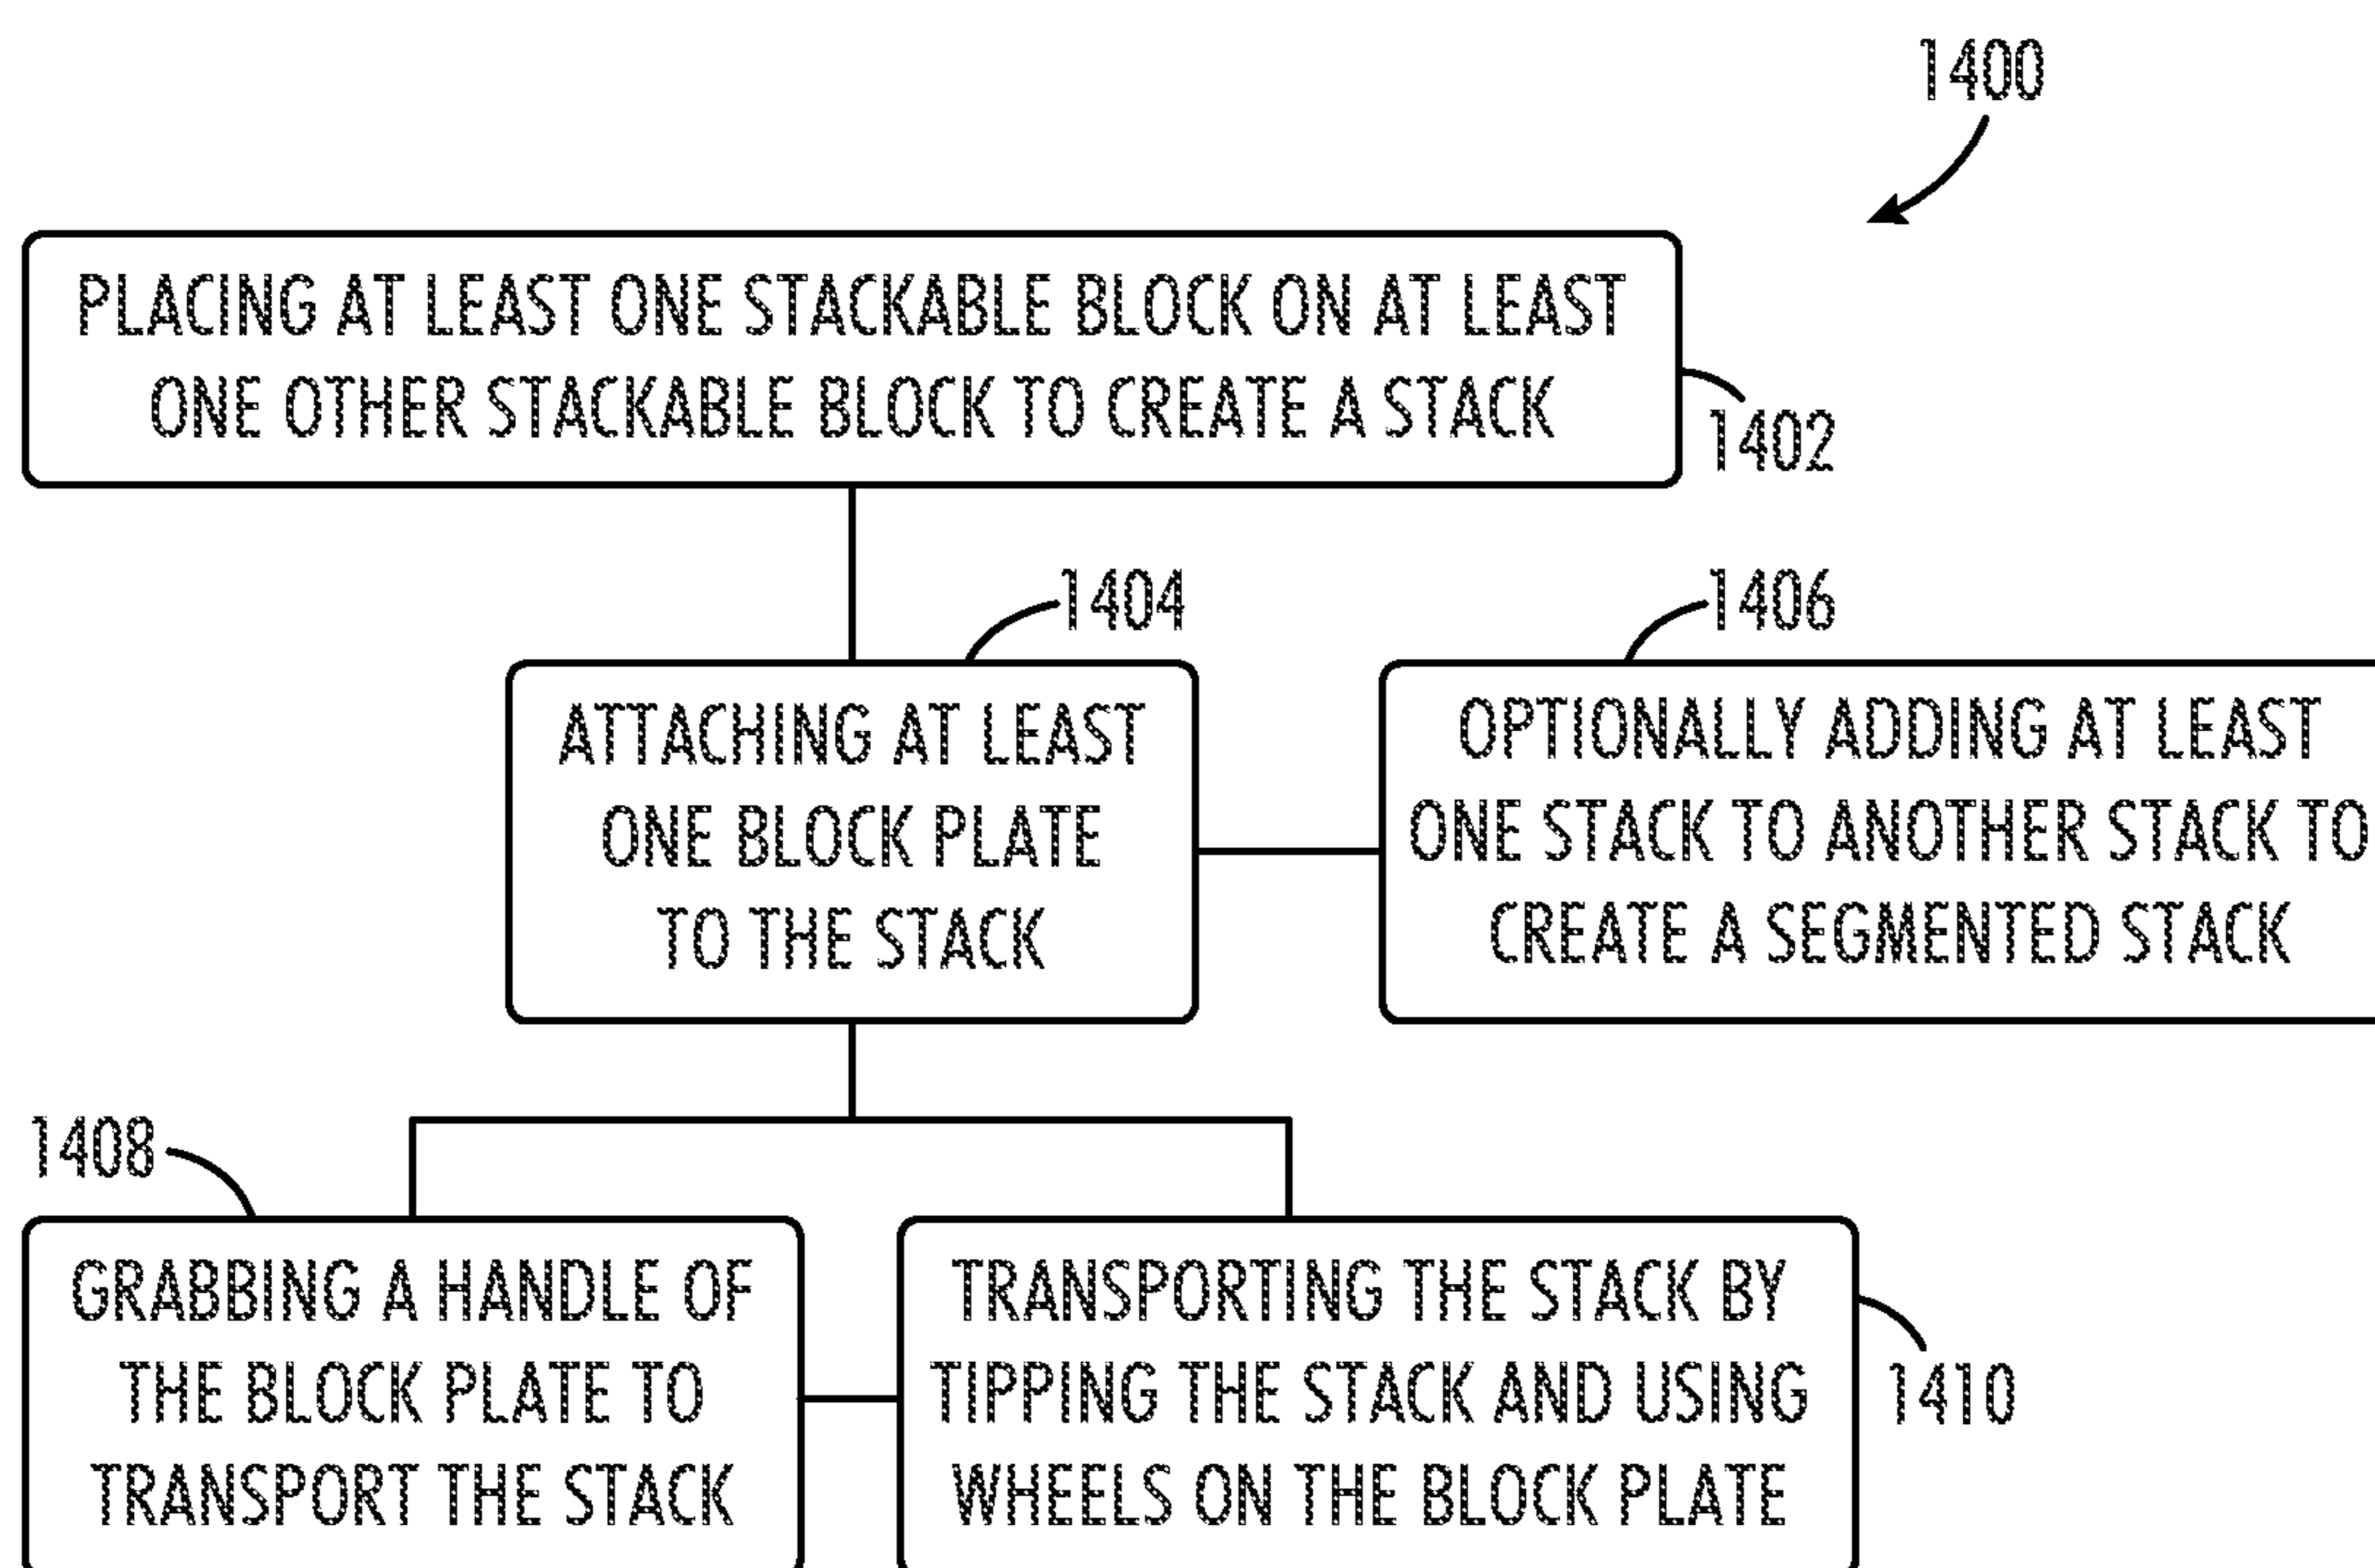 1400
PLACING AT LEAST ONE STACKABLE BLOCK ON AT LEAST
ONE OTHER STACKABLE BLOCK TO CREATE A STACK
1402
1404
1406
ATTACHING AT LEAST
ONE BLOCK PLATE
TO THE STACK
OPTIONALLY ADDING AT LEAST
ONE STACK TO ANOTHER STACK TO
CREATE A SEGMENTED STACK
1408
GRABBING A HANDLE OF
THE BLOCK PLATE TO
TRANSPORT THE STACK
TRANSPORTING THE STACK BY
TIPPING THE STACK AND USING
WHEELS ON THE BLOCK PLATE
1410